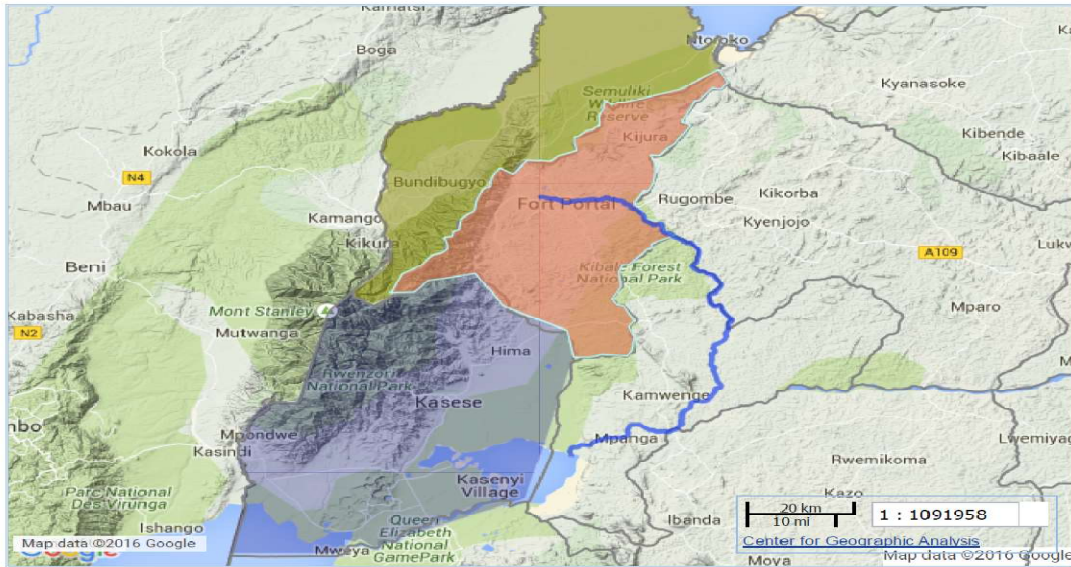 Kamatsi
Boga
Ntoroko
Kyanasoke
Semuliki
Wildlife
Reserve
Kijura
Kibende
Kibaale
Kokola
N4
Mbau
Bundibugyo
Kamango
Kikura
Fort Portal
Rugombe
Kikorba
Kyenjojo
A109
Beni
Kibale Forest
National Park
Kabasha
N2
Mont Stanley
Mutwanga
Mparo
Hima
Rwenzori
National Park
Kasese
Kamwenge
Mpondwe
Kasindi
Mpanga
Lwemiyag
Rwemikoma
Kasenyi
Village
Parc National
Des Virunga
Ishango
Kazo
Queen
Elizabeth
National
GamePark
Mweya
Ibanda
20 km
10 mi
1 : 1091958
Center for Geographic Analysis
Map data ©2016 Google
Map data ©2016 Google
Moya